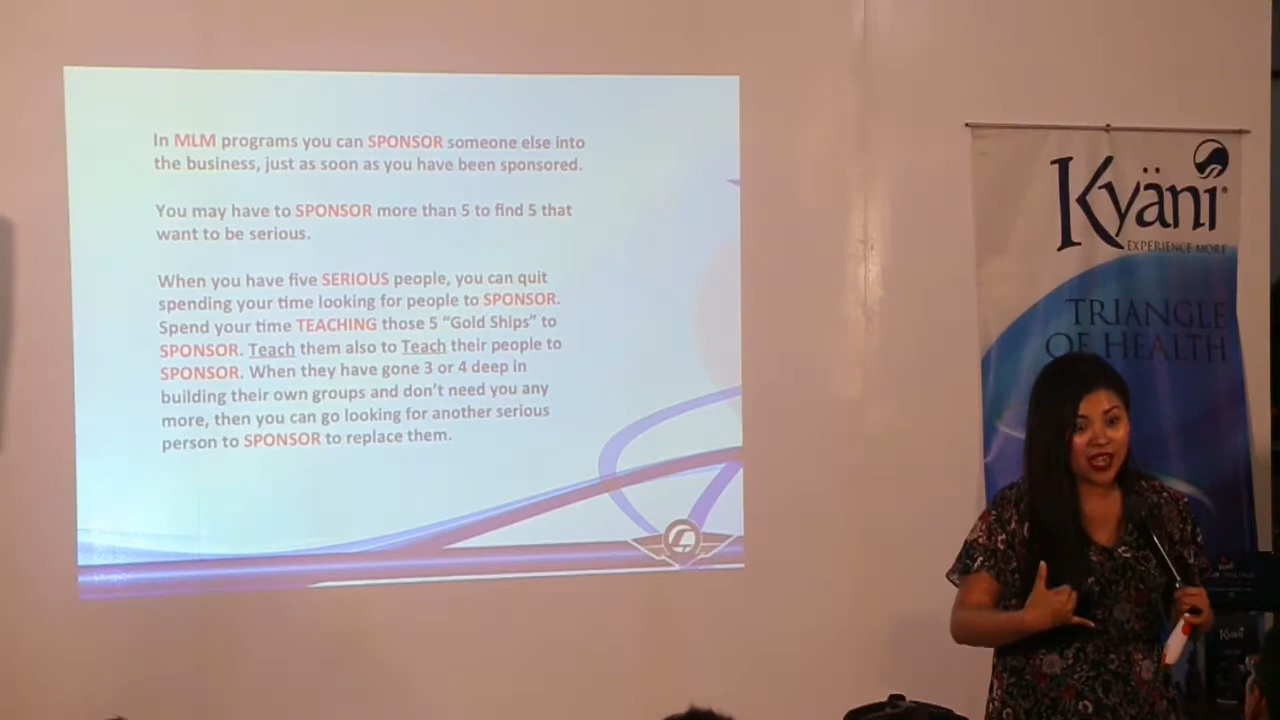 In MLM programs you can SPONSOR someone else into
the business, just as soon as you have been sponsored.
You may have to SPONSOR more than 5 to find 5 that
want to be serious.
When you have five SERIOUS people, you can quit
spending your time looking for people to SPONSOR.
Spend your time TEACHING those 5 “Gold Ships” to
SPONSOR. Teach them also to Teach their people to
SPONSOR. When they have gone 3 or 4 deep in
building their own groups and don’t need you any
more, then you can go looking for another serious
person to SPONSOR to replace them.
Kyäni®
EXPERIENCE MORE
TRIANGLE
OF HEALTH
Kyäni